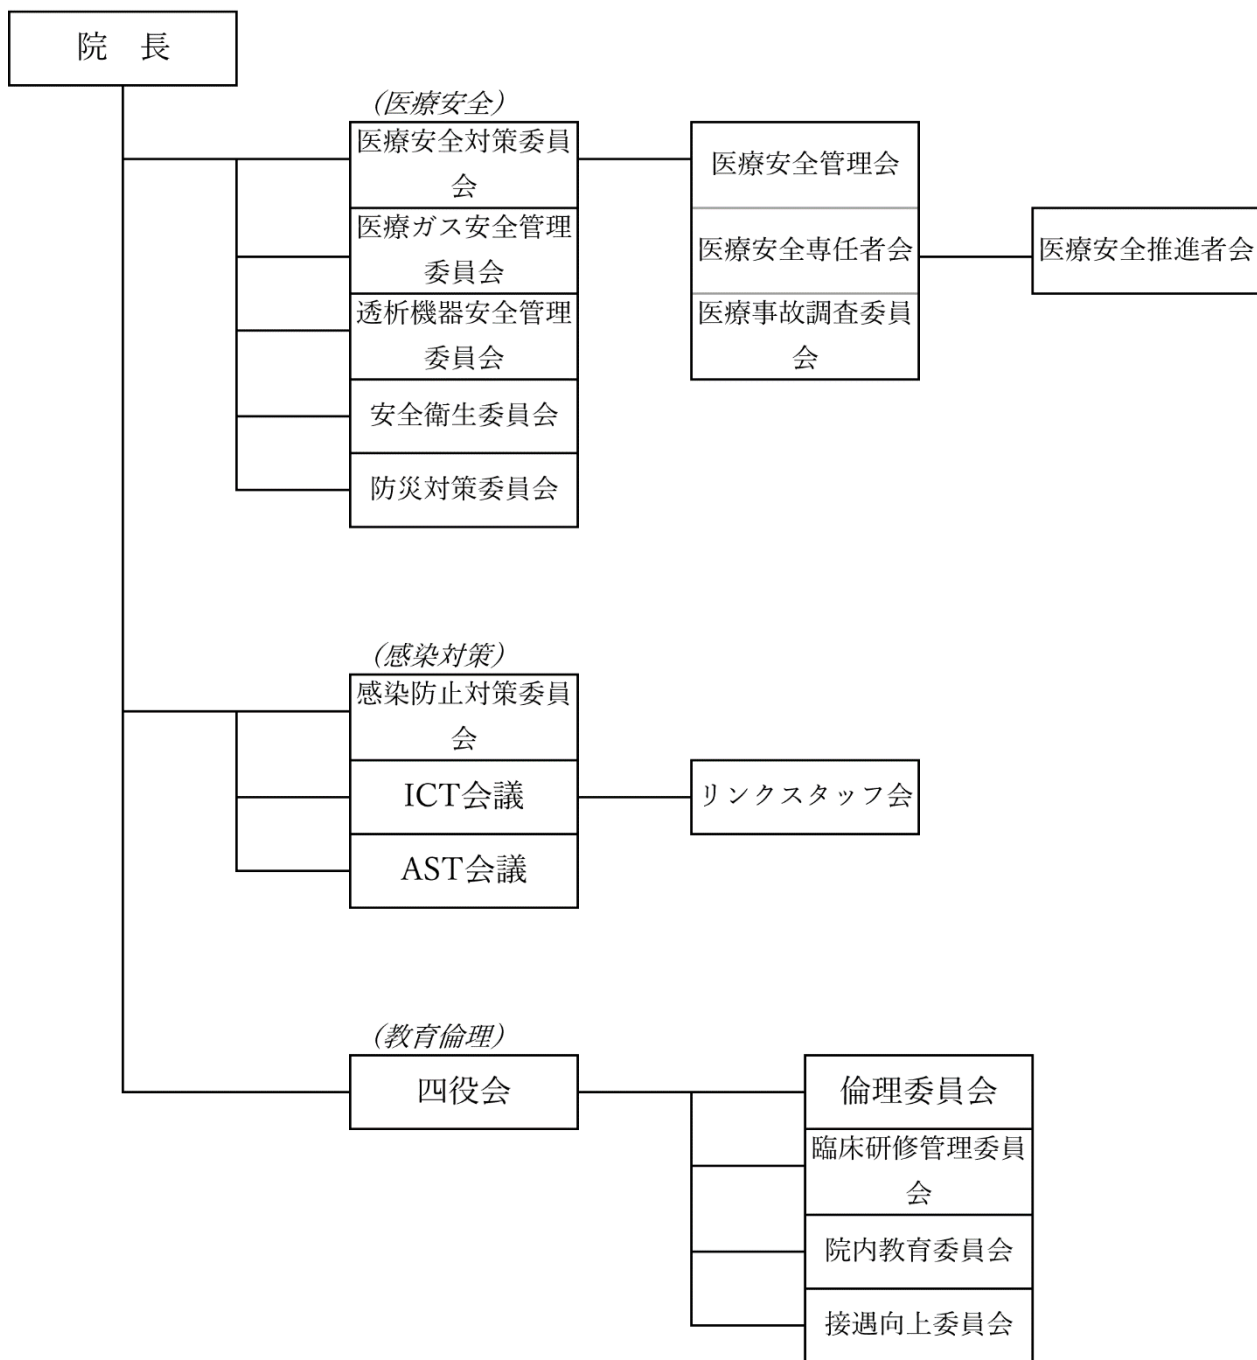 院　長
（医療安全）
医療安全対策委員
会
医療ガス安全管理
委員会
透析機器安全管理
委員会
安全衛生委員会
防災対策委員会
医療安全管理会
医療安全専任者会
医療事故調査委員
会
医療安全推進者会
（感染対策）
感染防止対策委員
会
ICT会議
AST会議
リンクスタッフ会
（教育倫理）
四役会
倫理委員会
臨床研修管理委員
会
院内教育委員会
接遇向上委員会